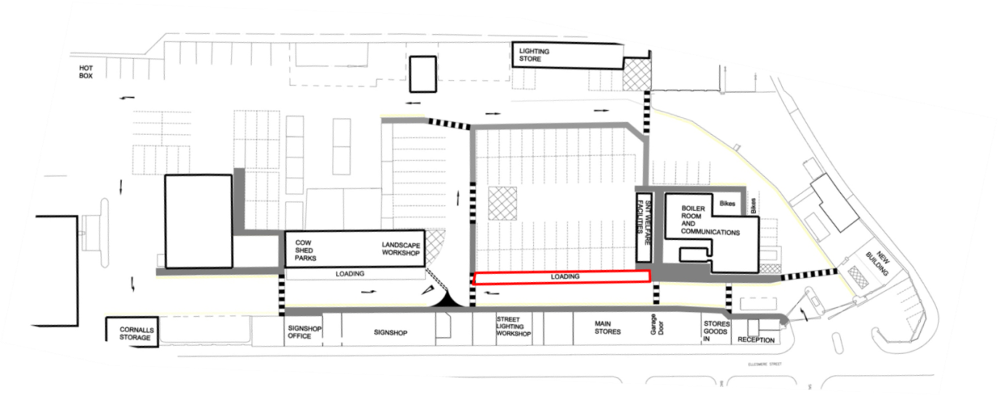 LIGHTING
STORE
HOT
BOX
SNT WELFARE
FACILITIES
Bikes
Bikes
BOILER
ROOM
AND
COMMUNICATIONS
COW
SHED
PARKS
LANDSCAPE
WORKSHOP
NEW
BUILDING
LOADING
LOADING
CORNALLS
STORAGE
SIGNSHOP
OFFICE
SIGNSHOP
STREET
LIGHTING
WORKSHOP
MAIN
STORES
Garage
Door
STORES
GOODS
IN
RECEPTION
ELLESMERE STREET